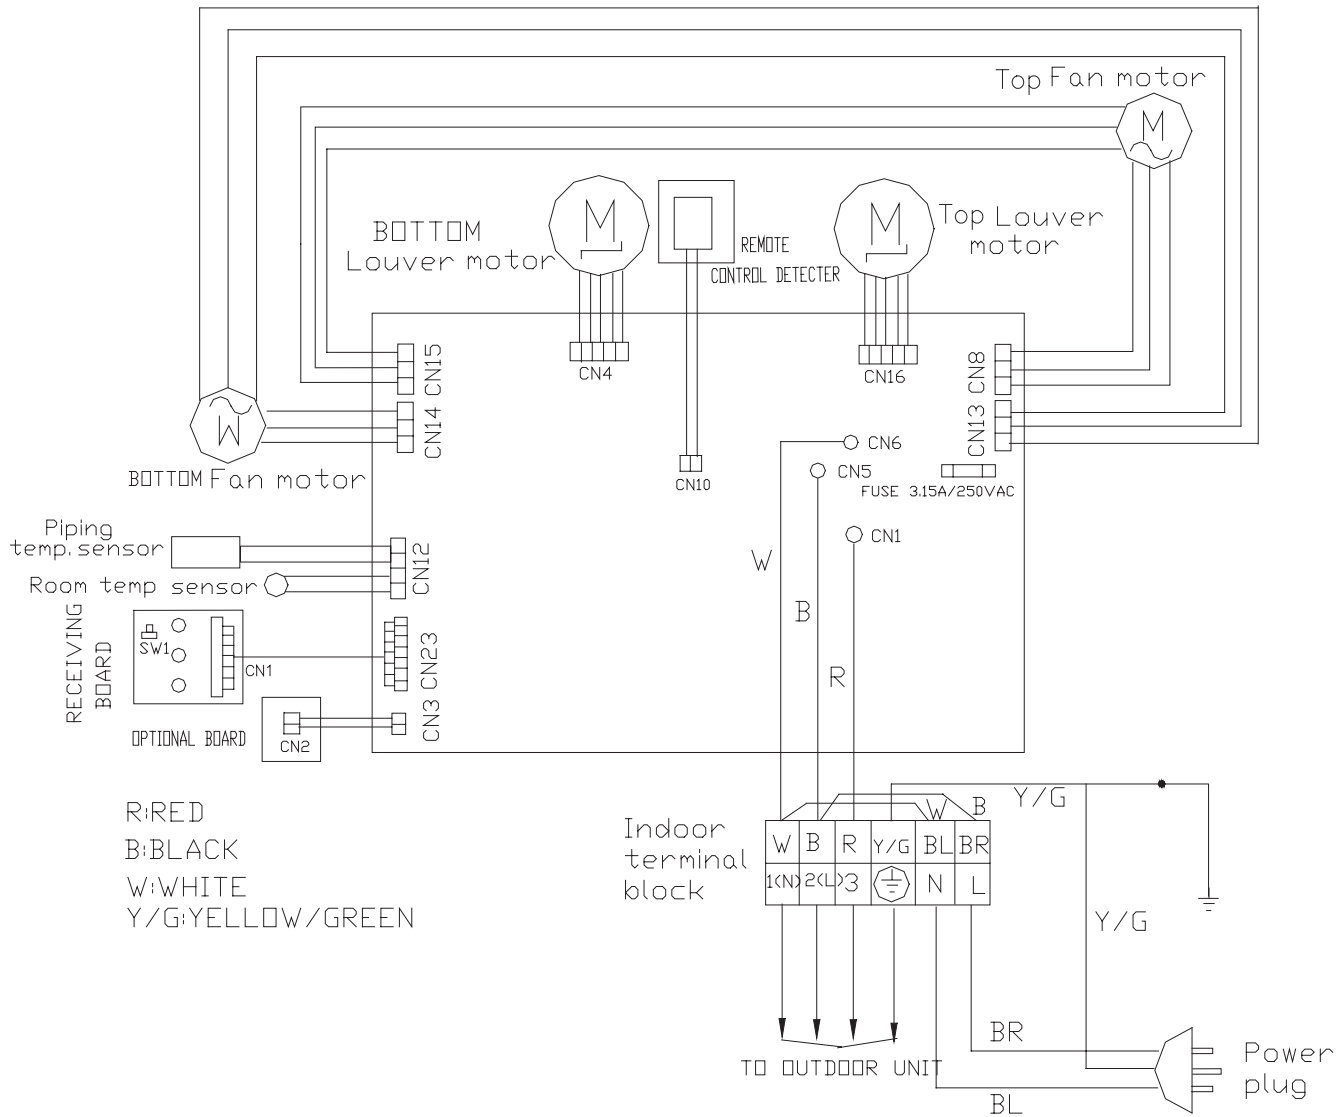 Top Fan motor
M
BOTTOM
Louver motor
M
REMOTE
CONTROL DETECTER
M
Top Louver
motor
CN15
CN4
CN16
CN8
CN14
CN13
M
BOTTOM Fan motor
CN10
CN6
CN5
FUSE 3.15A/250VAC
CN1
Piping
temp. sensor
Room temp sensor
CN12
W
B
R
RECEIVING
BOARD
SW1
CN1
CN23
OPTIONAL BOARD
CN2
CN3
R:RED
B:BLACK
W:WHITE
Y/G:YELLOW/GREEN
Indoor
terminal
block
W
B
Y/G
W B R Y/G BL BR
1(N) 2(L) 3 N L
Y/G
TO OUTDOOR UNIT
BR
BL
Power
plug